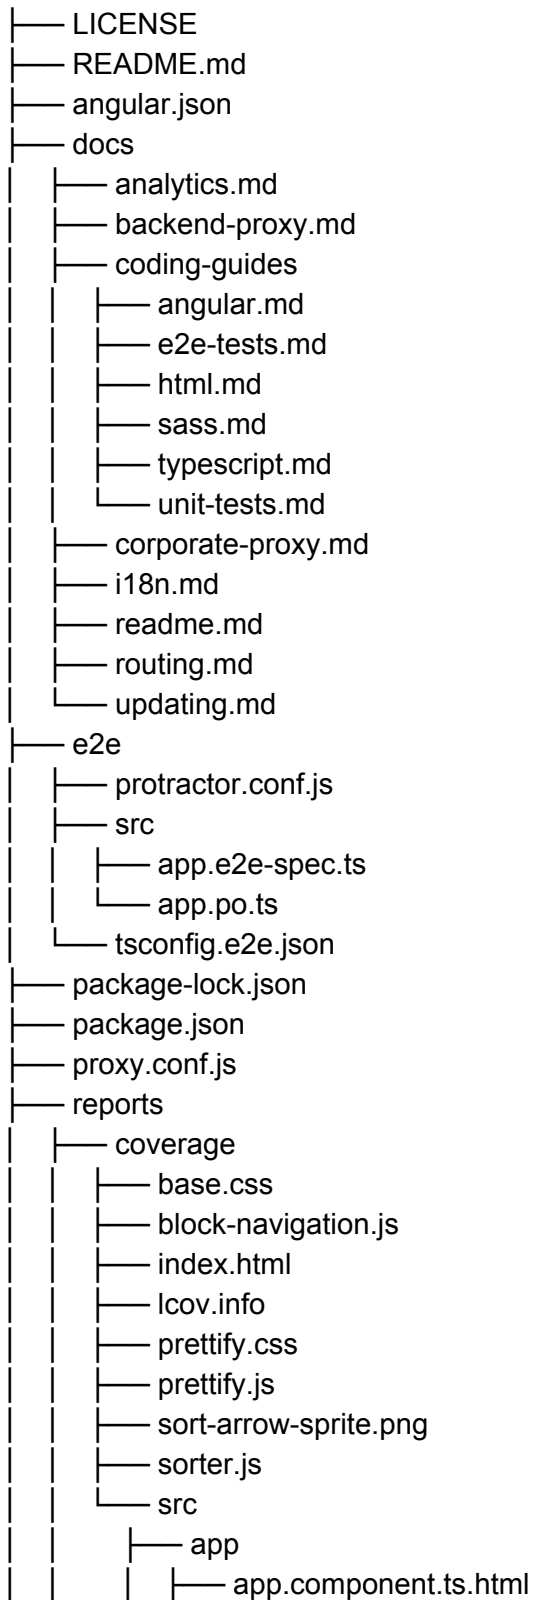 ├── LICENSE
├── README.md
├── angular.json
├── docs
│   ├── analytics.md
│   ├── backend-proxy.md
│   ├── coding-guides
│   │   ├── angular.md
│   │   ├── e2e-tests.md
│   │   ├── html.md
│   │   ├── sass.md
│   │   ├── typescript.md
│   │   └── unit-tests.md
│   ├── corporate-proxy.md
│   ├── i18n.md
│   ├── readme.md
│   ├── routing.md
│   └── updating.md
├── e2e
│   ├── protractor.conf.js
│   ├── src
│   │   ├── app.e2e-spec.ts
│   │   └── app.po.ts
│   └── tsconfig.e2e.json
├── package-lock.json
├── package.json
├── proxy.conf.js
├── reports
│   ├── coverage
│   │   ├── base.css
│   │   ├── block-navigation.js
│   │   ├── index.html
│   │   ├── lcov.info
│   │   ├── prettify.css
│   │   ├── prettify.js
│   │   ├── sort-arrow-sprite.png
│   │   ├── sorter.js
│   │   └── src
│   │       ├── app
│   │       │   ├── app.component.ts.html